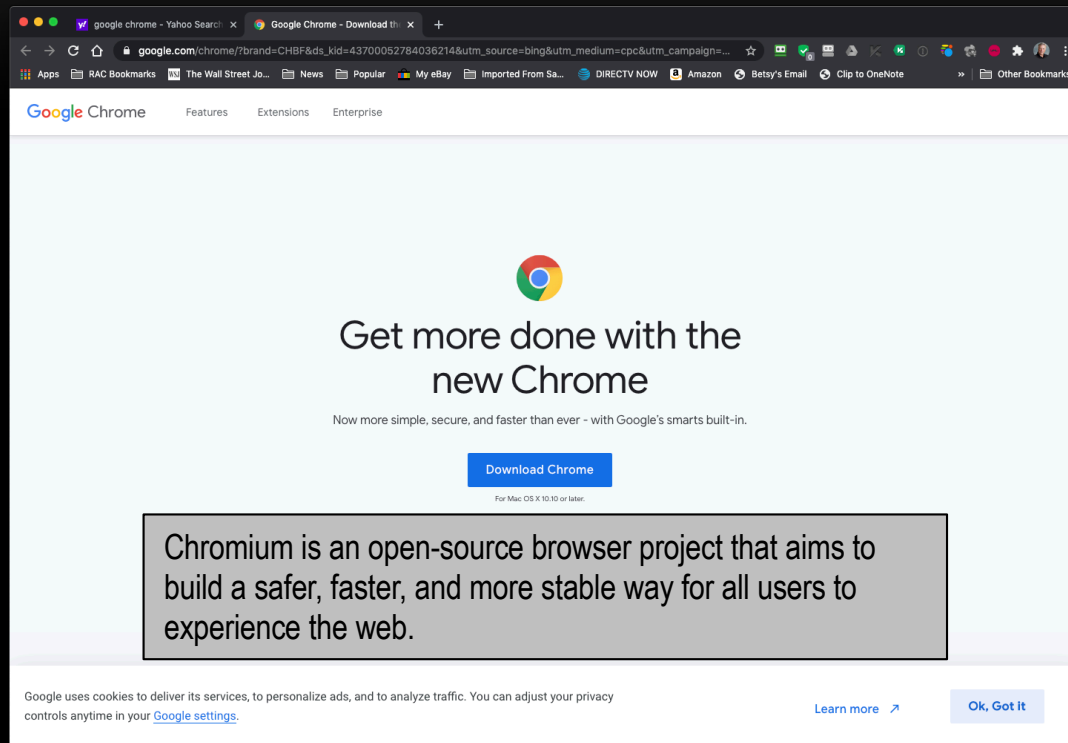 google chrome - Yahoo Search
Google Chrome - Download the
google.com/chrome/?brand=CHBF&ds_kid=43700052784036214&utm_source=bing&utm_medium=cpc&utm_campaign=...
Apps RAC Bookmarks WSJ The Wall Street Jo... News Popular My eBay Imported From Sa... DIRECTV NOW Amazon Betsy's Email Clip to OneNote » Other Bookmarks
Google Chrome Features Extensions Enterprise
Get more done with the
new Chrome
Now more simple, secure, and faster than ever - with Google's smarts built-in.
Download Chrome
For Mac OS X 10.10 or later.
Chromium is an open-source browser project that aims to
build a safer, faster, and more stable way for all users to
experience the web.
Google uses cookies to deliver its services, to personalize ads, and to analyze traffic. You can adjust your privacy
controls anytime in your Google settings.
Learn more
Ok, Got it